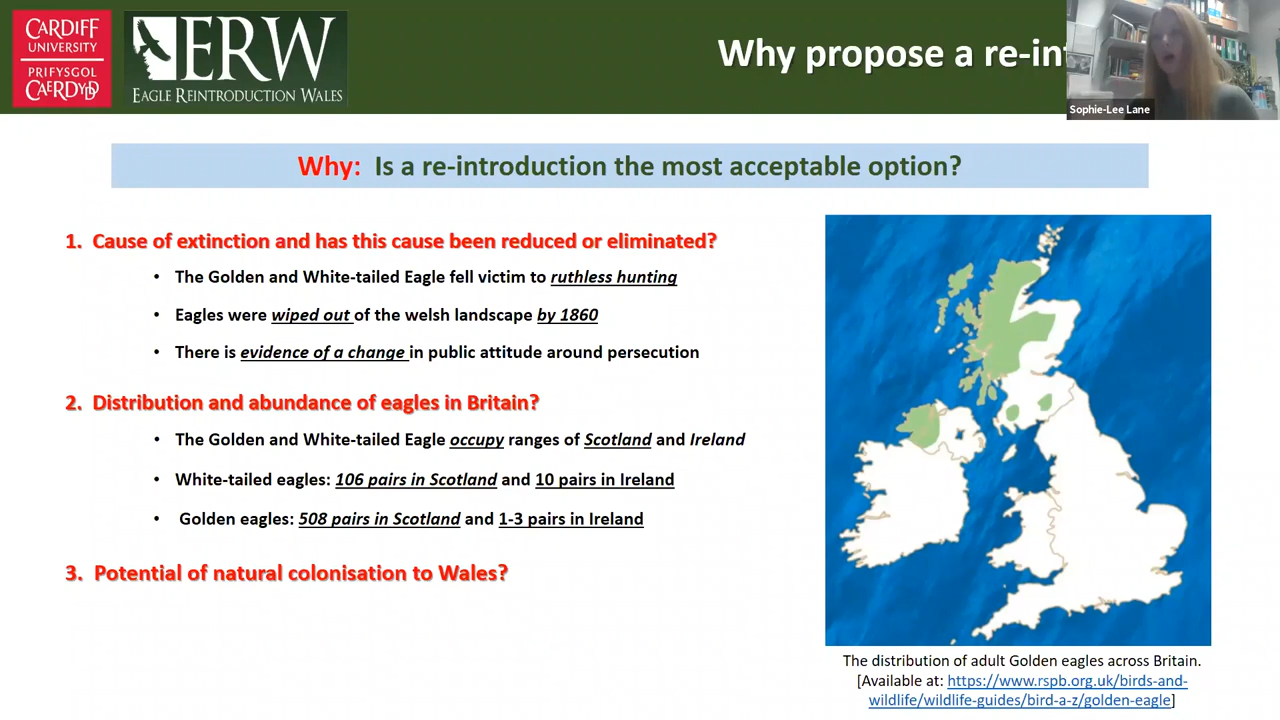 CARDIFF
UNIVERSITY
PRIFYSGOL
CAERDYDD
ERW
EAGLE REINTRODUCTION WALES
Why propose a re-in
Sophie-Lee Lane
Why: Is a re-introduction the most acceptable option?
1. Cause of extinction and has this cause been reduced or eliminated?
• The Golden and White-tailed Eagle fell victim to ruthless hunting
• Eagles were wiped out of the welsh landscape by 1860
• There is evidence of a change in public attitude around persecution
2. Distribution and abundance of eagles in Britain?
• The Golden and White-tailed Eagle occupy ranges of Scotland and Ireland
• White-tailed eagles: 106 pairs in Scotland and 10 pairs in Ireland
• Golden eagles: 508 pairs in Scotland and 1-3 pairs in Ireland
3. Potential of natural colonisation to Wales?
The distribution of adult Golden eagles across Britain.
[Available at: https://www.rspb.org.uk/birds-and-
wildlife/wildlife-guides/bird-a-z/golden-eagle]